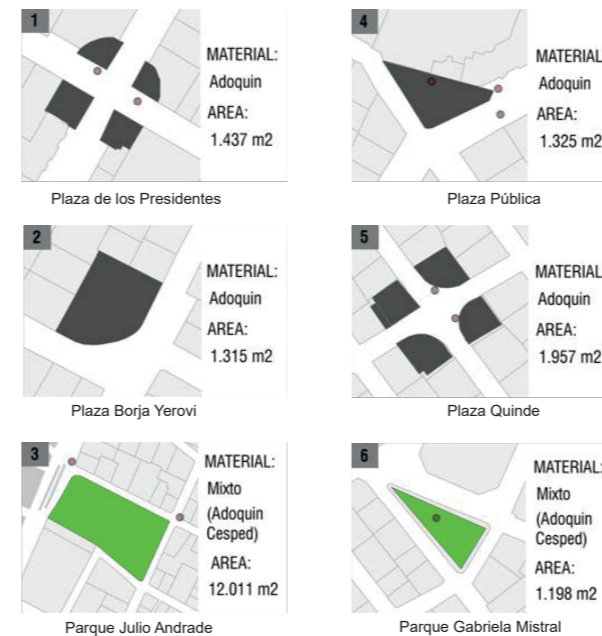 1
MATERIAL:
Adoquin
AREA:
1.437 m2
Plaza de los Presidentes
4
MATERIAL
Adoquin
AREA:
1.325 m2
Plaza Pública
2
MATERIAL:
Adoquin
AREA:
1.315 m2
Plaza Borja Yerovi
5
MATERIAL
Adoquin
AREA:
1.957 m2
Plaza Quinde
3
MATERIAL:
Mixto
(Adoquin
Cesped)
AREA:
12.011 m2
Parque Julio Andrade
6
MATERIAL:
Mixto
(Adoquin
Cesped)
AREA:
1.198 m2
Parque Gabriela Mistral